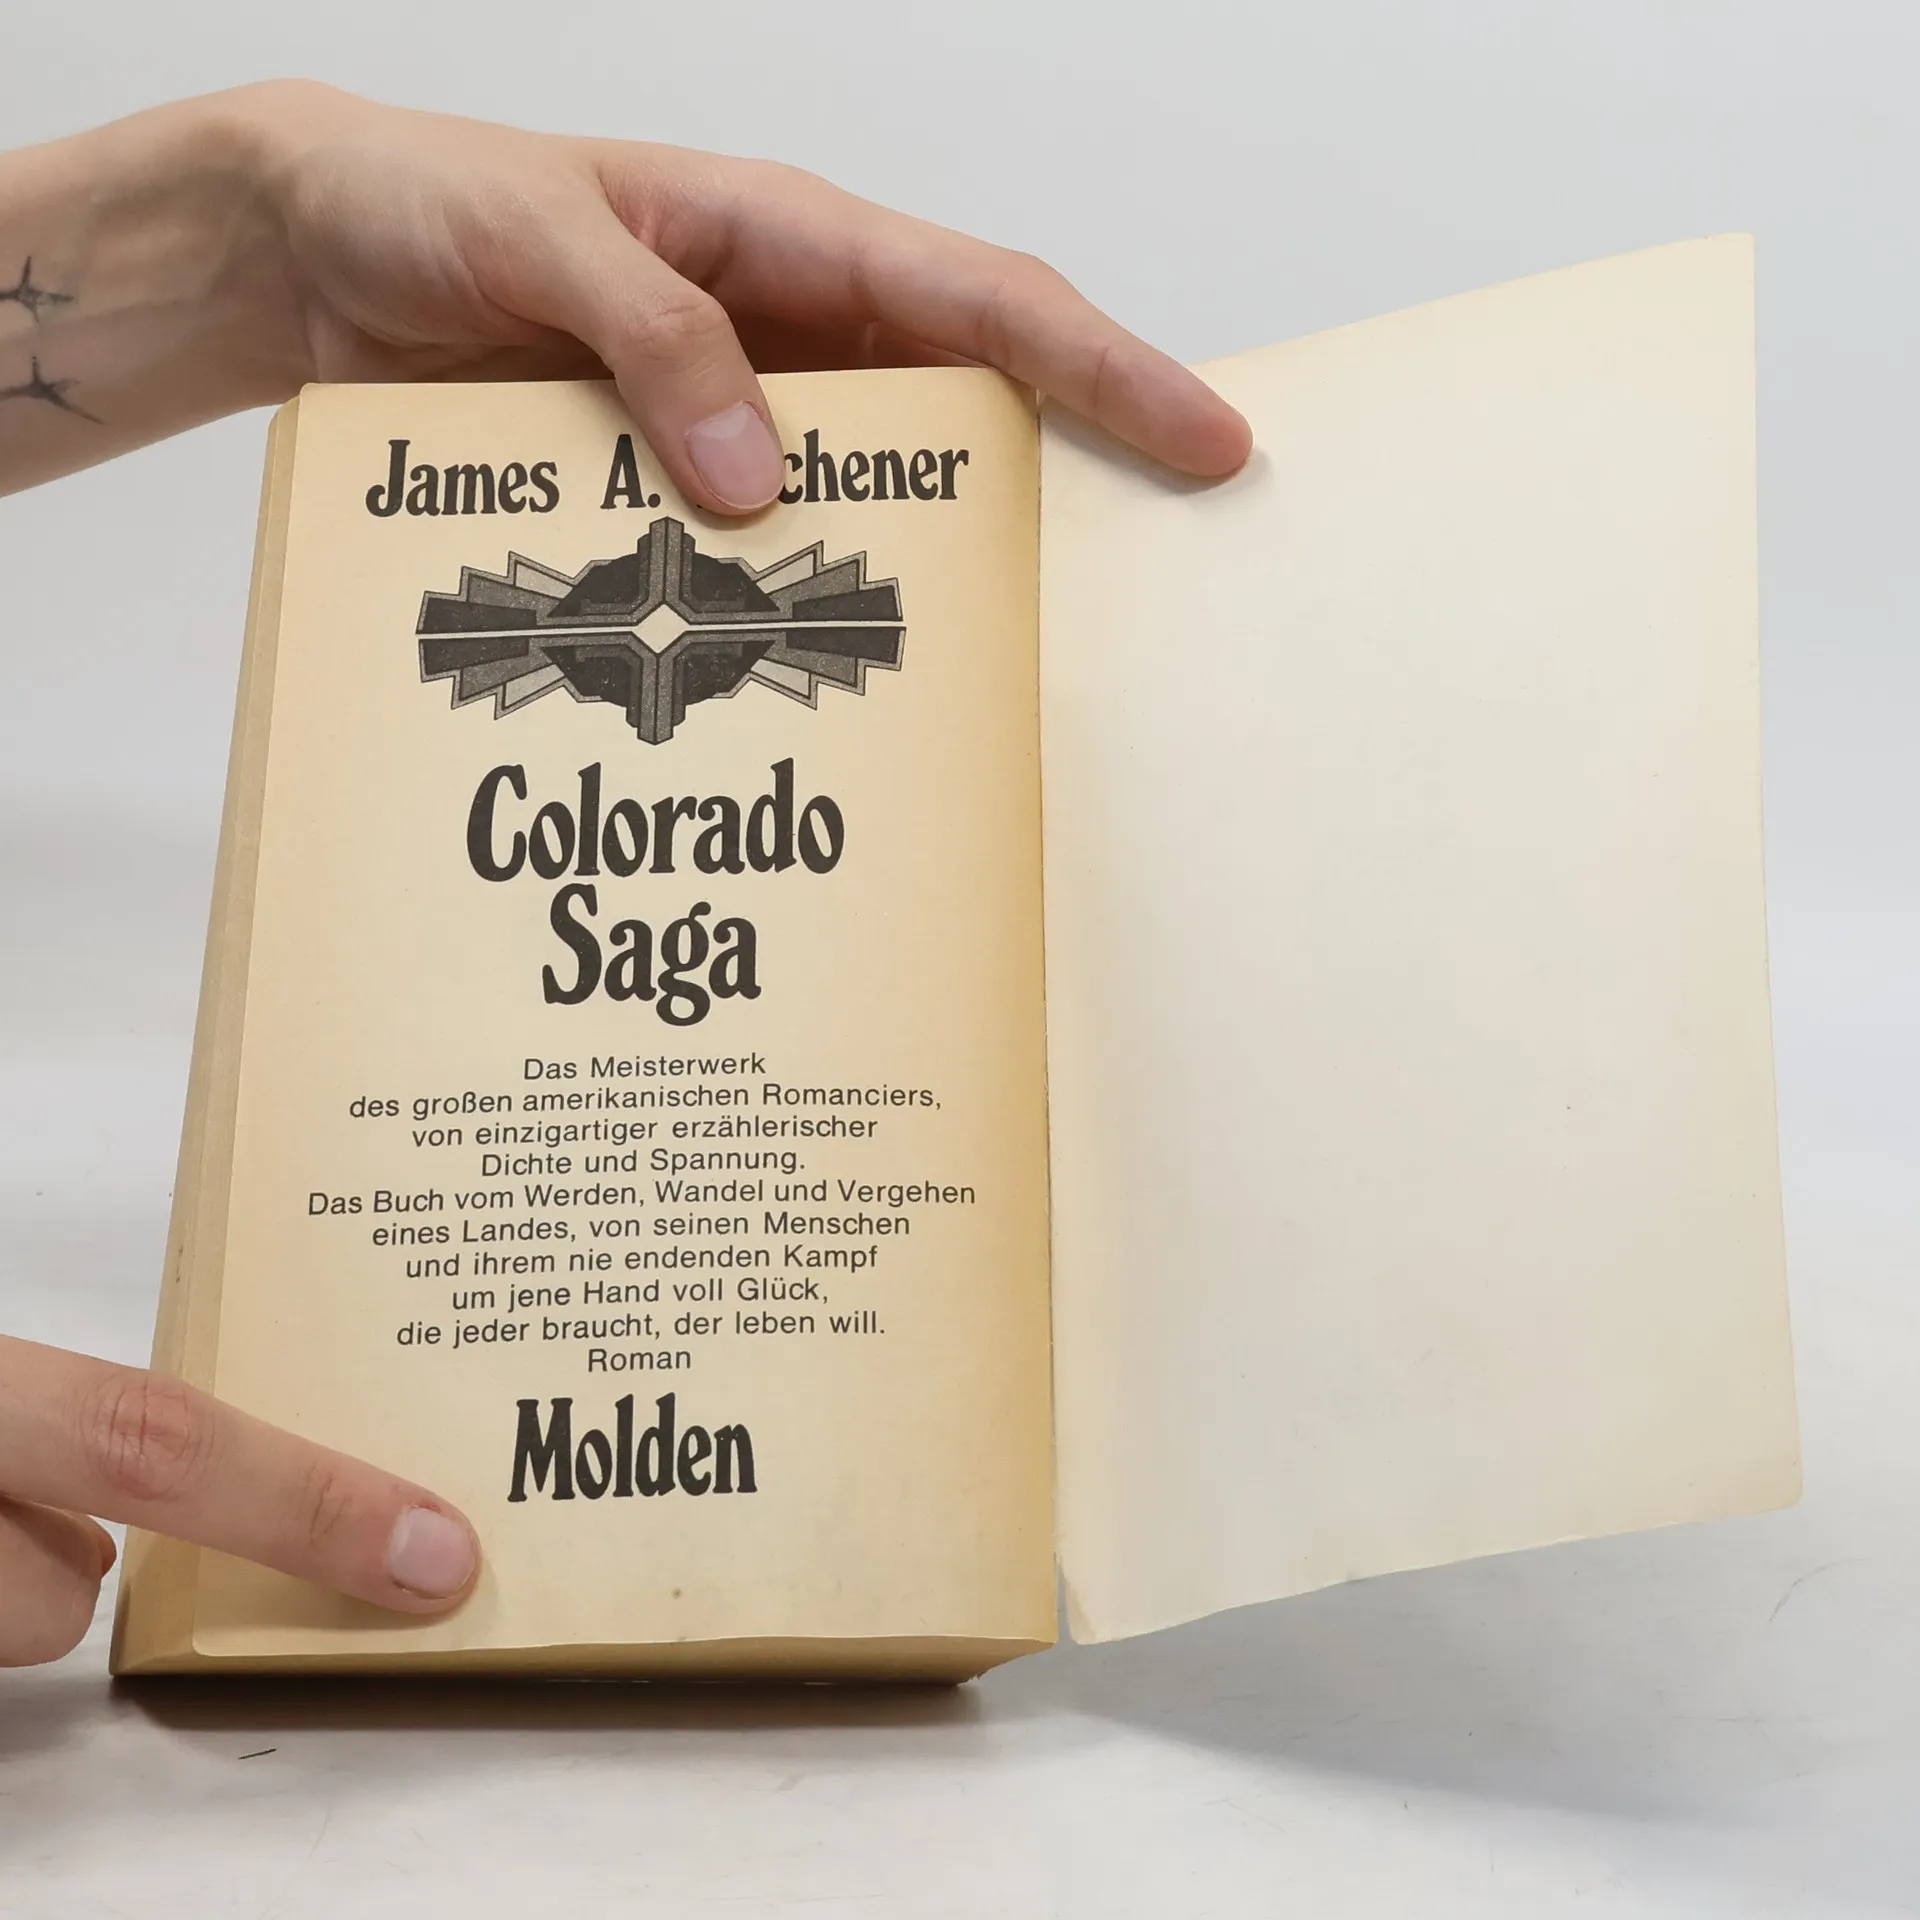 James A. chener
Colorado
Saga
Das Meisterwerk
des großen amerikanischen Romanciers,
von einzigartiger erzählerischer
Dichte und Spannung.
Das Buch vom Werden, Wandel und Vergehen
eines Landes, von seinen Menschen
und ihrem nie endenden Kampf
um jene Hand voll Glück,
die jeder braucht, der leben will.
Roman
Molden